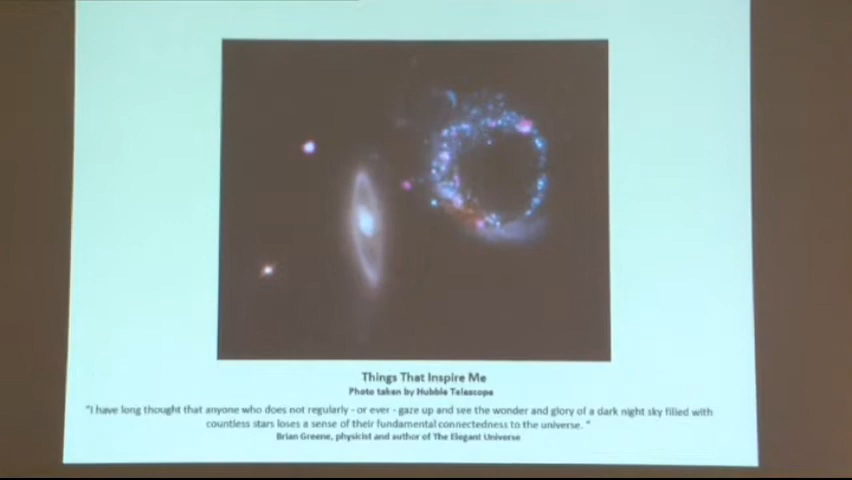 Things That Inspire Me
Photo taken by Hubble Telescope
"I have long thought that anyone who does not regularly - or ever - gaze up and see the wonder and glory of a dark night sky filled with
countless stars loses a sense of their fundamental connectedness to the universe. "
Brian Greene, physicist and author of The Elegant Universe